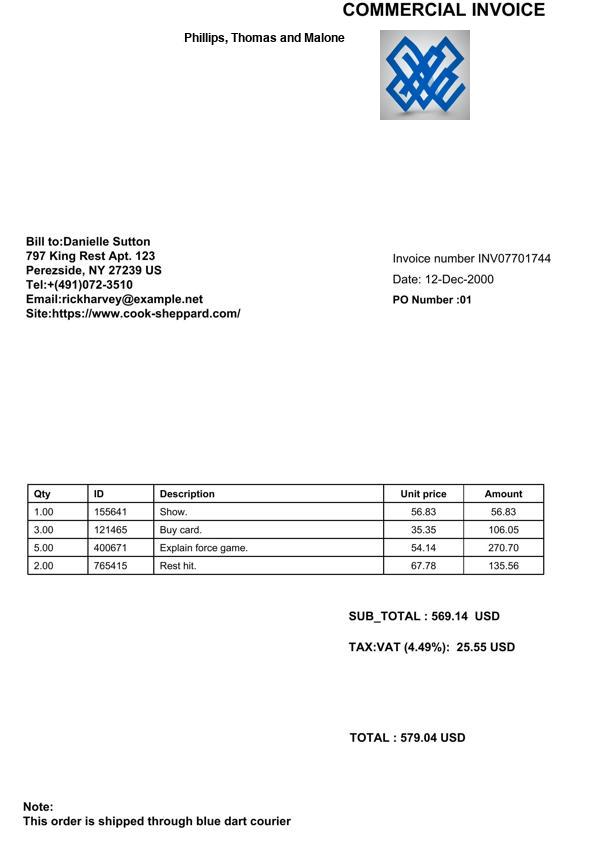 COMMERCIAL INVOICE
Phillips, Thomas and Malone
Bill to:Danielle Sutton
797 King Rest Apt. 123
Perezside, NY 27239 US
Tel:+(491)072-3510
Email:rickharvey@example.net
Site:https://www.cook-sheppard.com/
Invoice number INV07701744
Date: 12-Dec-2000
PO Number :01
Qty ID Description Unit price Amount
1.00 155641 Show. 56.83 56.83
3.00 121465 Buy card. 35.35 106.05
5.00 400671 Explain force game. 54.14 270.70
2.00 765415 Rest hit. 67.78 135.56
SUB_TOTAL : 569.14 USD
TAX:VAT (4.49%): 25.55 USD
TOTAL : 579.04 USD
Note:
This order is shipped through blue dart courier